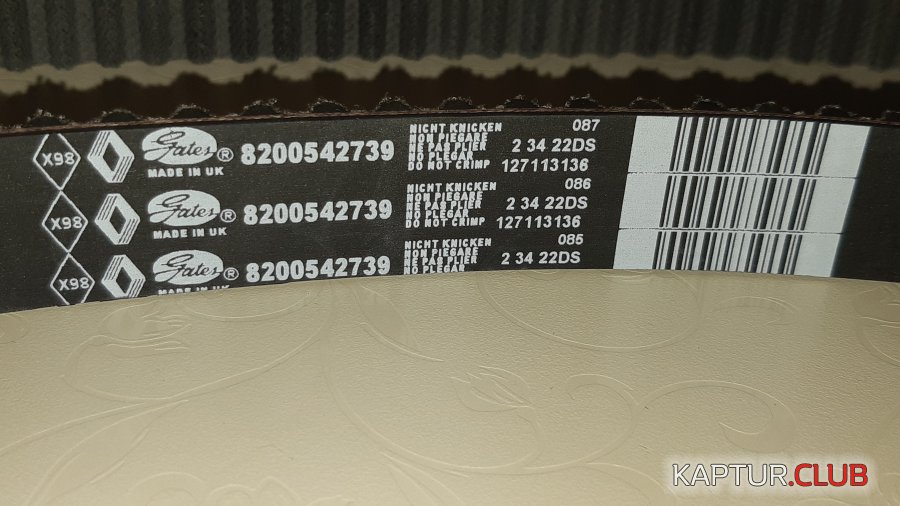 X98 Gates® MADE IN UK 8200542739
NICHT KNICKEN
NON PIEGARE
NE PAS PLIER
NO PLEGAR
DO NOT CRIMP
087
2 34 22DS
127113136
X98 Gates® MADE IN UK 8200542739
NICHT KNICKEN
NON PIEGARE
NE PAS PLIER
NO PLEGAR
DO NOT CRIMP
086
2 34 22DS
127113136
X98 Gates® MADE IN UK 8200542739
NICHT KNICKEN
NON PIEGARE
NE PAS PLIER
NO PLEGAR
085
2 34 22DS
KAPTUR.CLUB